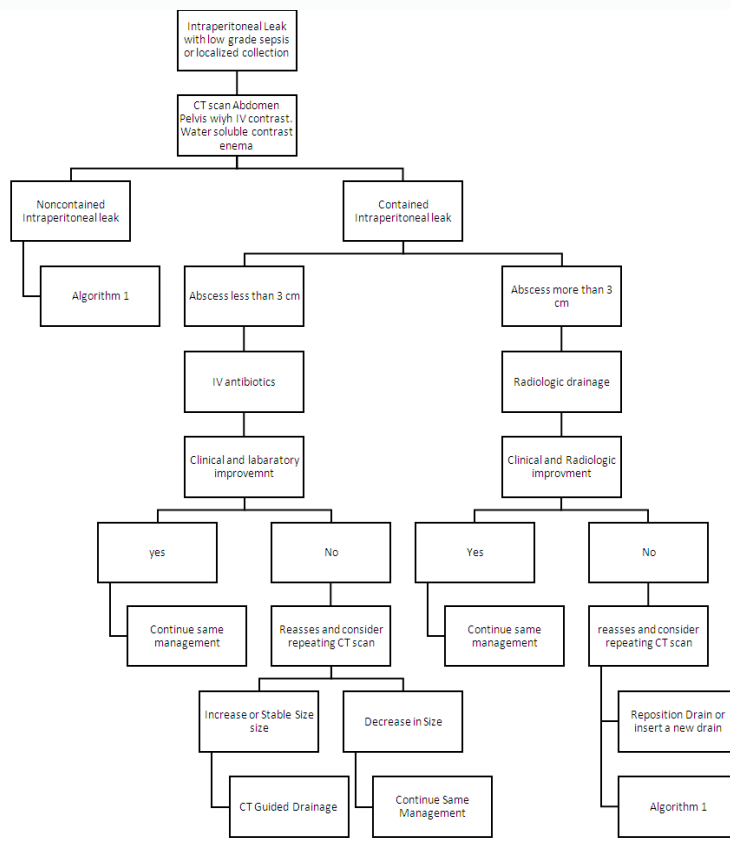 Intraperitoneal Leak
with low grade sepsis
or localized collection
CT scan Abdomen
Pelvis wiyh IV contrast.
Water soluble contrast
enema
Noncontained
Intraperitoneal leak
Contained
Intraperitoneal leak
Algorithm 1
Abscess less than 3 cm
Abscess more than 3
cm
IV antibiotics
Radiologic drainage
Clinical and labaratory
improvemnt
Clinical and Radiologic
improvment
yes
No
Yes
No
Continue same
management
Reasses and consider
repeating CT scan
Continue same
management
reasses and consider
repeating CT scan
Increase or Stable Size
size
Decrease in Size
Reposition Drain or
insert a new drain
CT Guided Drainage
Continue Same
Management
Algorithm 1